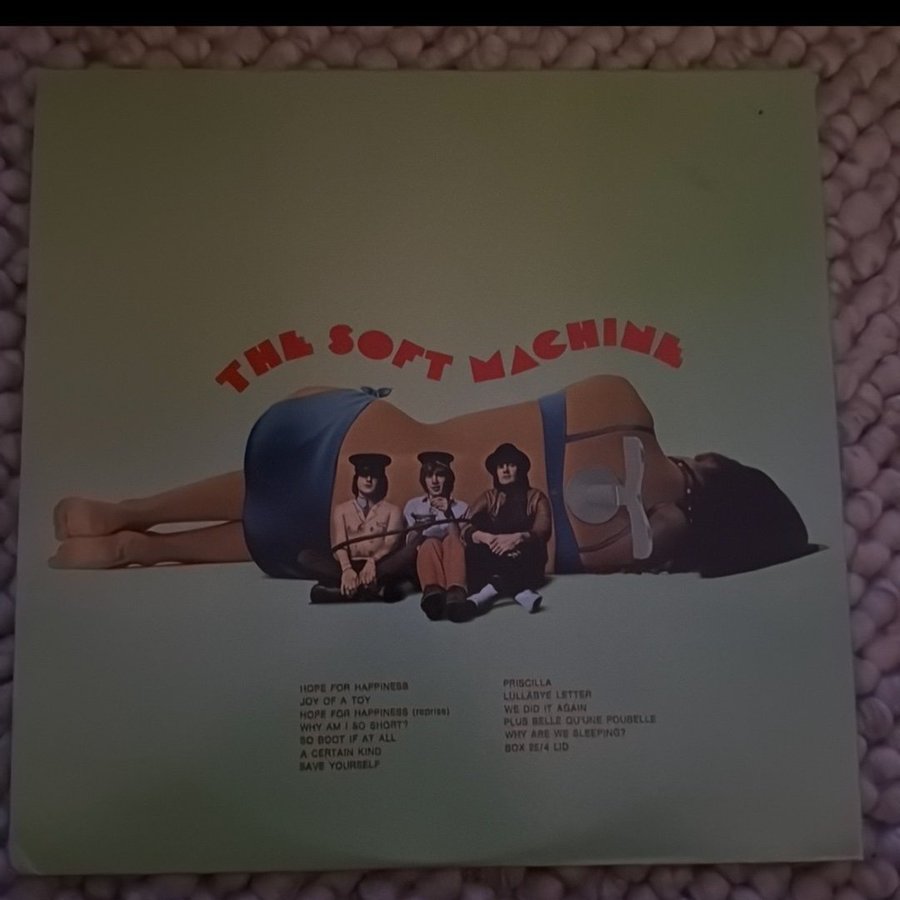 THE SOFT MACHINE
HOPE FOR HAPPINESS
JOY OF A TOY
HOPE FOR HAPPINESS (reprise)
WHY AM I SO SHORT?
SO BOOT IF AT ALL
A CERTAIN KIND
SAVE YOURSELF
PRISCILLA
LULLABYE LETTER
WE DID IT AGAIN
PLUS BELLE QU'UNE POUBELLE
WHY ARE WE SLEEPING?
BOX 25/4 LID